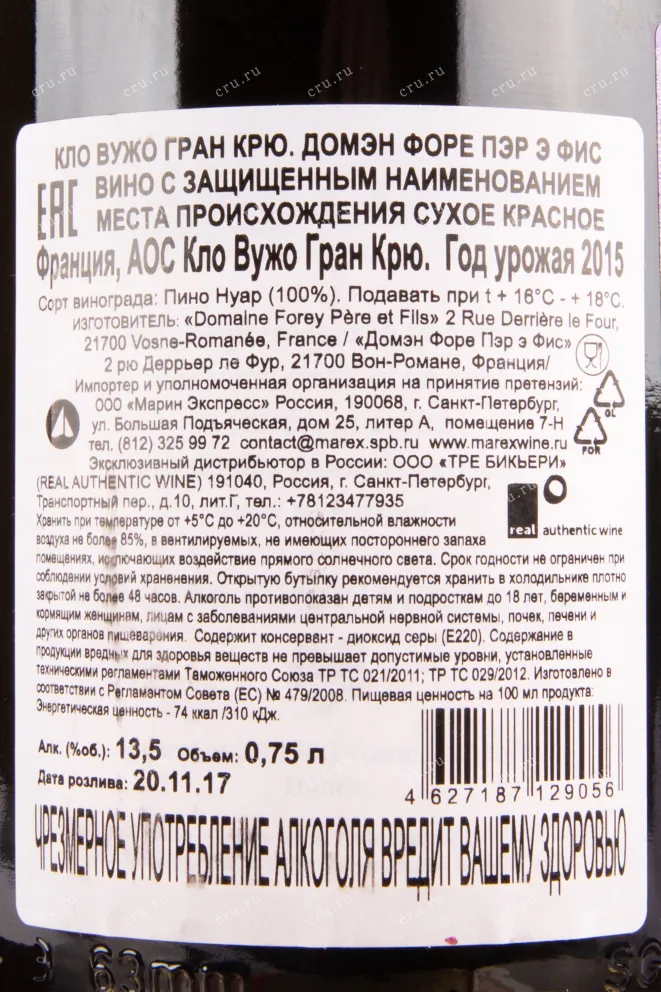 КЛО ВУЖО ГРАН КРЮ. ДОМЭН ФОРЕ ПЭР Э ФИС
ЕАС
ВИНО С ЗАЩИЩЕННЫМ НАИМЕНОВАНИЕМ
МЕСТА ПРОИСХОЖДЕНИЯ СУХОЕ КРАСНОЕ
Франция, АОС Кло Вужо Гран Крю. Год урожая 2015
Сорт винограда: Пино Нуар (100%). Подавать при t + 16°C - + 18°C.
ИЗГОТОВИТЕЛЬ: «Domaine Forey Père et Fils» 2 Rue Derrière le Four,
21700 Vosne-Romanée, France / «Домэн Форе Пэр э Фис»
2 рю Деррьер ле Фур, 21700 Вон-Романе, Франция/
Импортер и уполномоченная организация на принятие претензий:
ООО «Марин Экспресс» Россия, 190068, г. Санкт-Петербург,
ул. Большая Подъяческая, дом 25, литер А, помещение 7-Н
тел. (812) 325 99 72 contact@marex.spb.ru www.marexwine.ru
GL
FOR
Эксклюзивный дистрибьютор в России: ООО «ТРЕ БИКЬЕРИ»
(REAL AUTHENTIC WINE) 191040, Россия, г. Санкт-Петербург,
Транспортный пер., д.10, лит.Г, тел.: +78123477935
real authentic wine
Хранить при температуре от +5°C до +20°C, относительной влажности
воздуха не более 85%, в вентилируемых, не имеющих постороннего запаха
помещениях, исключающих воздействие прямого солнечного света. Срок годности не ограничен при
соблюдении условий хранения. Открытую бутылку рекомендуется хранить в холодильнике плотно
закрытой не более 48 часов. Алкоголь противопоказан детям и подросткам до 18 лет, беременным и
кормящим женщинам, лицам с заболеваниями центральной нервной системы, почек, печени и
других органов пищеварения. Содержит консервант - диоксид серы (Е220). Содержание в
продукции вредных для здоровья веществ не превышает допустимые уровни, установленные
техническими регламентами Таможенного Союза ТР ТС 021/2011; ТР ТС 029/2012. Изготовлено в
соответствии с Регламентом Совета (ЕС) № 479/2008. Пищевая ценность на 100 мл продукта:
Энергетическая ценность - 74 ккал /310 кДж.
Алк. (%об.): 13,5 Объем: 0,75 л
Дата розлива: 20.11.17
4 627187 129056
ЧРЕЗМЕРНОЕ УПОТРЕБЛЕНИЕ АЛКОГОЛЯ ВРЕДИТ ВАШЕМУ ЗДОРОВЬЮ
63mm
cru.ru